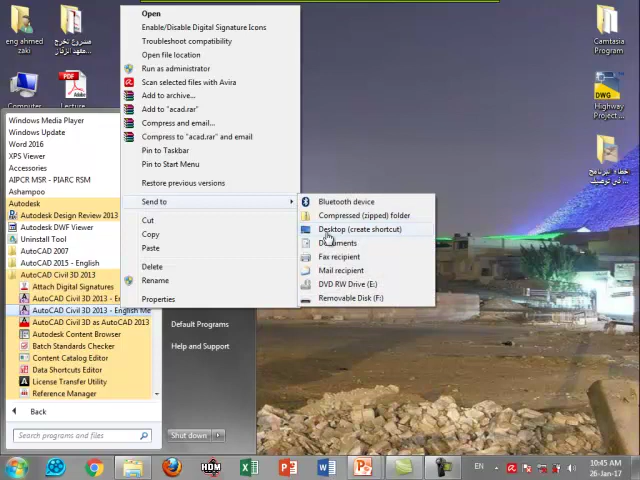 eng ahmed
zaki
مشروع تخرج
Computer
PDF
Lecture
Camtasia
Program
DWG
Highway
Project ...
Open
Enable/Disable Digital Signature Icons
Troubleshoot compatibility
Open file location
Run as administrator
Scan selected files with Avira
Add to archive...
Add to "acad.rar"
Compress and email...
Compress to "acad.rar" and email
Pin to Taskbar
Pin to Start Menu
Restore previous versions
Send to
Cut
Copy
Paste
Delete
Rename
Properties
Bluetooth device
Compressed (zipped) folder
Desktop (create shortcut)
Documents
Fax recipient
Mail recipient
DVD RW Drive (E:)
Removable Disk (F:)
Windows Media Player
Windows Update
Word 2016
XPS Viewer
Accessories
AIPCR MSR - PIARC RSM
Ashampoo
Autodesk
Autodesk Design Review 2013
Autodesk DWF Viewer
Uninstall Tool
AutoCAD 2007
AutoCAD 2015 - English
AutoCAD Civil 3D 2013
Attach Digital Signatures
AutoCAD Civil 3D 2013 - En
AutoCAD Civil 3D 2013 - English Me
AutoCAD Civil 3D as AutoCAD 2013
Autodesk Content Browser
Batch Standards Checker
Content Catalog Editor
Data Shortcuts Editor
License Transfer Utility
Reference Manager
Back
Search programs and files
Default Programs
Help and Support
Shut down
HDM
EN
10:45 AM
26-Jan-17